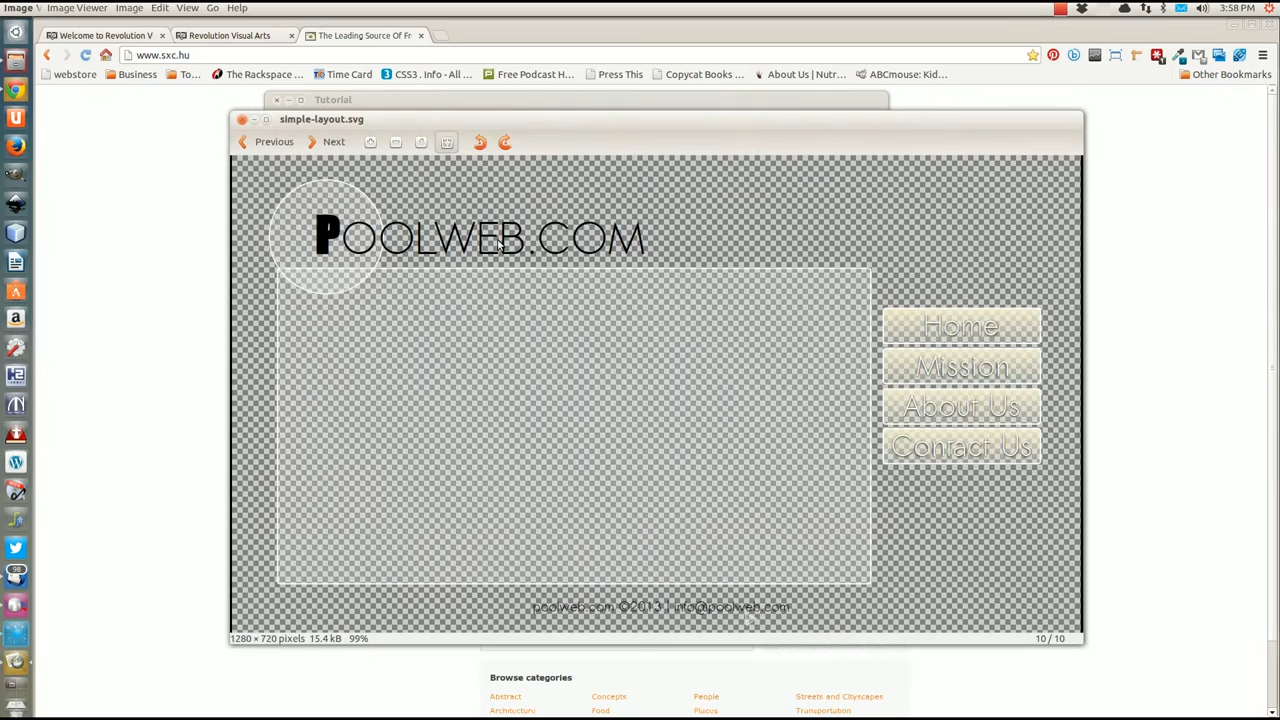 Image V Image Viewer Image Edit View Go Help 3:58 PM
Welcome to Revolution V Revolution Visual Arts The Leading Source Of Fr
www.sxc.hu
webstore Business To... The Rackspace ... Time Card CSS3 . Info - All ... Free Podcast H... Press This Copycat Books ... About Us | Nutr... ABCmouse: Kid... Other Bookmarks
Tutorial
simple-layout.svg
Previous Next
POOLWEB.COM
Home
Mission
About Us
Contact Us
poolweb.com ©2013 | info@poolweb.com
1280 × 720 pixels 15.4 kB 99% 10 / 10
Browse categories
Abstract Concepts People Streets and Cityscapes
Architecture Food Places Transportation
98